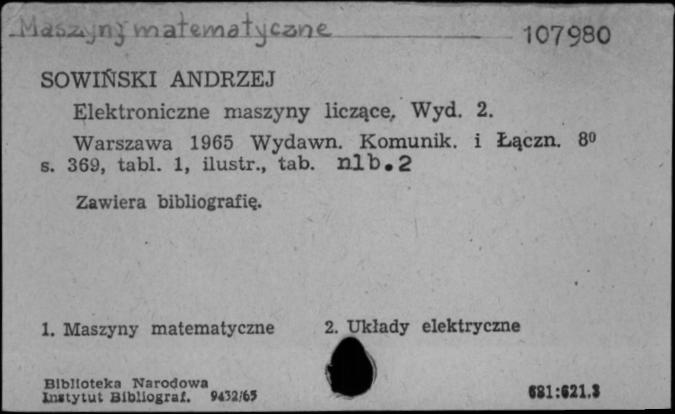 Maszyny matematyczne 107980
SOWIŃSKI ANDRZEJ
Elektroniczne maszyny liczące. Wyd. 2.
Warszawa 1965 Wydawn. Komunik. i Łączn. 8⁰
s. 369, tabl. 1, ilustr., tab. nlb.2
Zawiera bibliografię.
1. Maszyny matematyczne 2. Układy elektryczne
Biblioteka Narodowa
Instytut Bibliograf. 9432/65 681:621.3